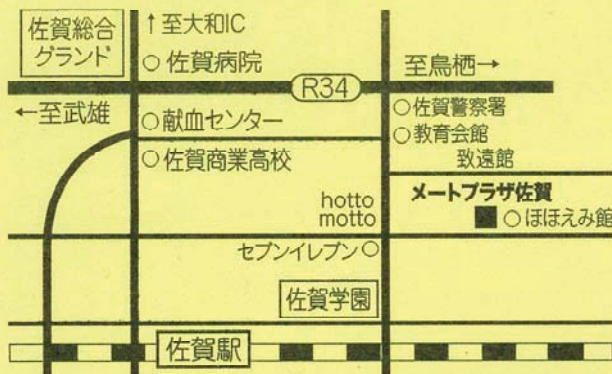 佐賀総合
グランド
↑至大和IC
○佐賀病院
R34
至鳥栖→
←至武雄
○献血センター
○佐賀商業高校
○佐賀警察署
○教育会館
致遠館
メートプラザ佐賀
■○ほほえみ館
hotto
motto
セブンイレブン○
佐賀学園
佐賀駅